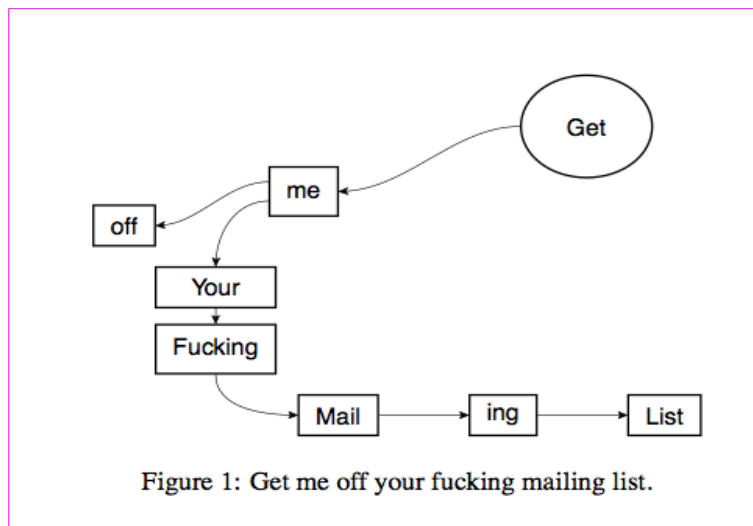 Get
me
off
Your
Fucking
Mail
ing
List
Figure 1: Get me off your fucking mailing list.